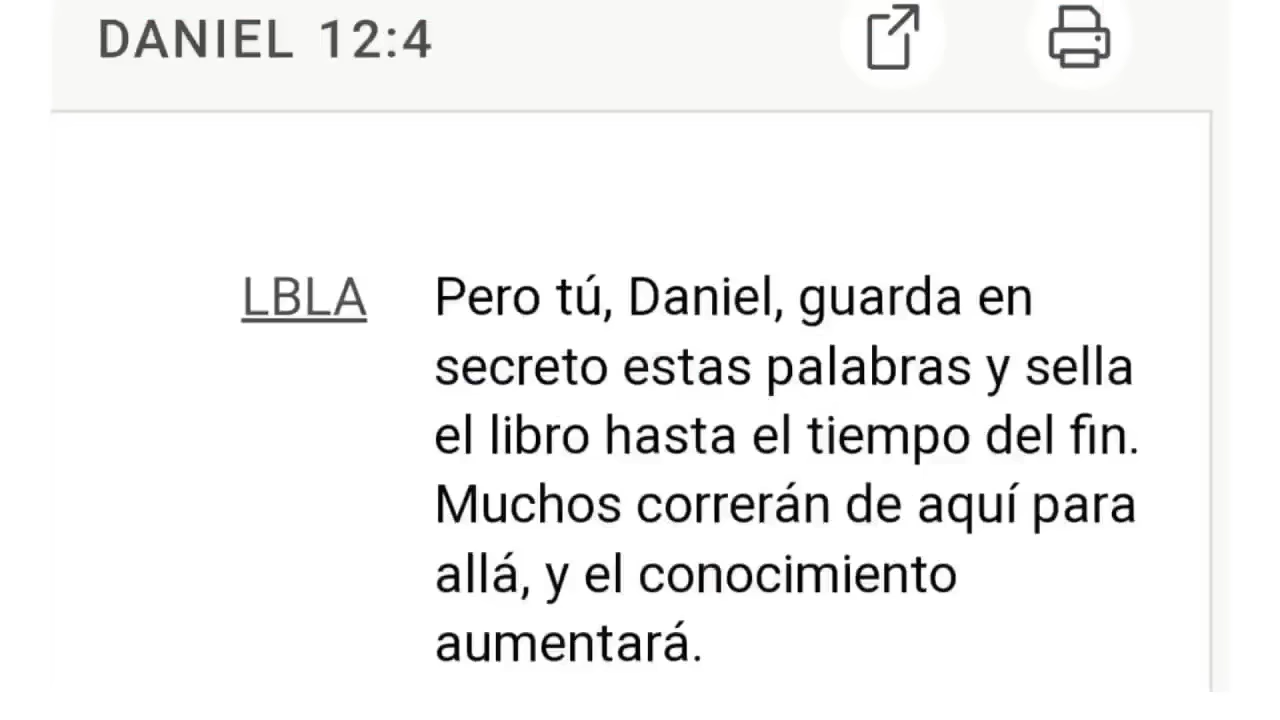 DANIEL 12:4
LBLA Pero tú, Daniel, guarda en
secreto estas palabras y sella
el libro hasta el tiempo del fin.
Muchos correrán de aquí para
allá, y el conocimiento
aumentará.